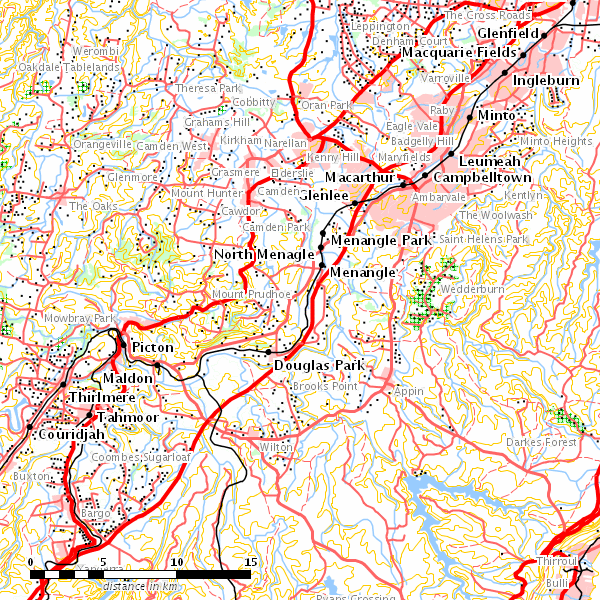 The Cross Roads
Leppington
Glenfield
Denham Court
Macquarie Fields
Werombi
Oakdale Tablelands
Varroville
Ingleburn
Theresa Park
Cobbitty
Oran Park
Raby
Minto
Grahams Hill
Eagle Vale
Orangeville
Camden West
Kirkham
Narellan
Badgelly Hill
Minto Heights
Kenny Hill
Maryfields
Leumeah
Glenmore
Grasmere
Elderslie
Macarthur
Campbelltown
Mount Hunter
Camden
Glenlee
Ambarvale
Kentlyn
The Oaks
Cawdor
The Woolwash
Camden Park
Menangle Park
Saint Helens Park
North Menagle
Menangle
Mount Prudhoe
Wedderburn
Mowbray Park
Picton
Douglas Park
Maldon
Brooks Point
Thirlmere
Appin
Tahmoor
Couridjah
Wilton
Darkes Forest
Coombes Sugarloaf
Buxton
Bargo
Thirroul
Yanderra
Bulli
0 5 10 15
distance in km
Ryans Crossing